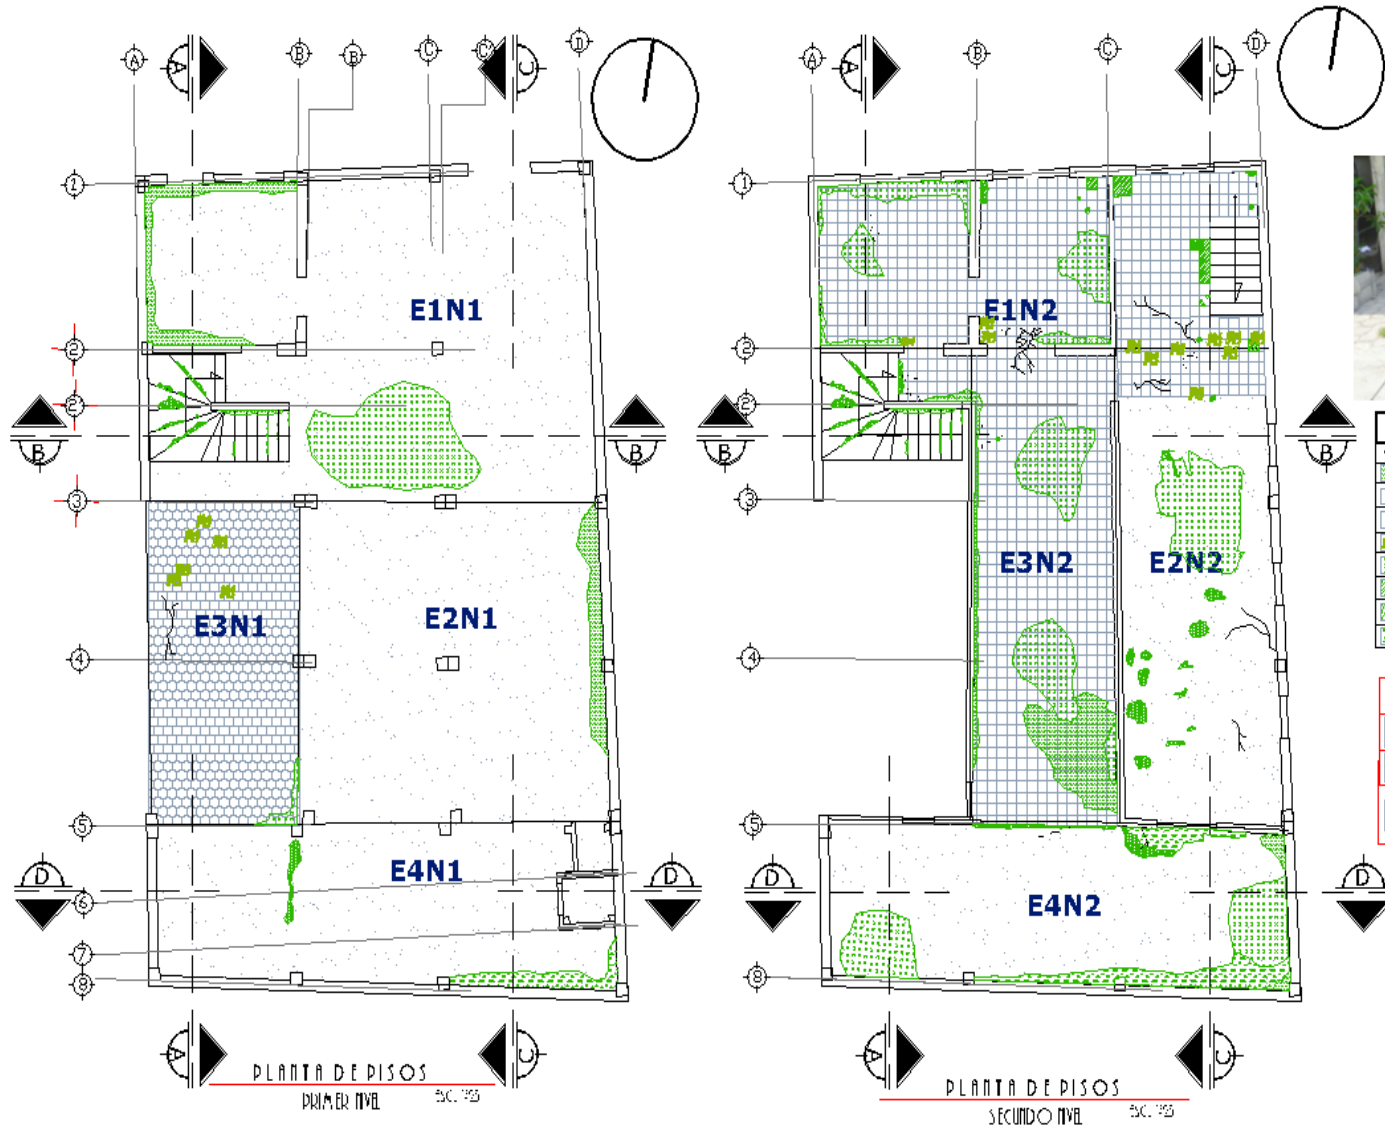 A B B C C' D
A C
2
E1N1
2
2
B B
3
E3N1
E2N1
4
5
E4N1
D D
6
7
8
A C
PLANTA DE PISOS
PRIMER NIVEL
A B C D
A C
1
E1N2
2
2
B B
3
E3N2
E2N2
4
5
E4N2
D D
8
A C
PLANTA DE PISOS
SEGUNDO NIVEL